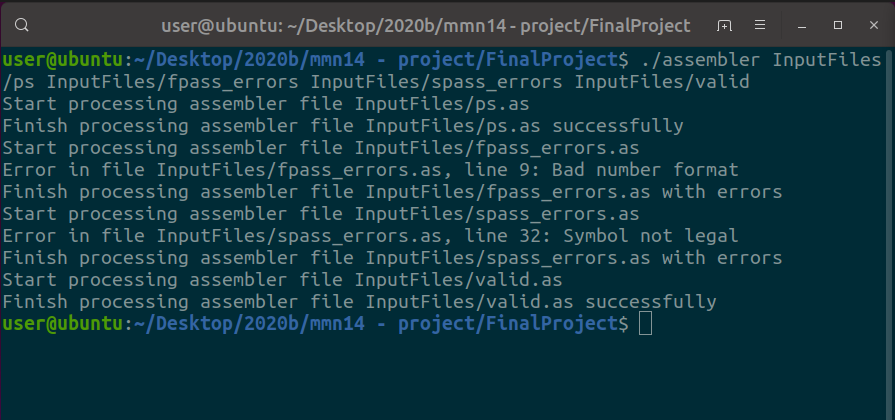 user@ubuntu: ~/Desktop/2020b/mmn14 - project/FinalProject
user@ubuntu:~/Desktop/2020b/mmn14 - project/FinalProject$ ./assembler InputFiles
/ps InputFiles/fpass_errors InputFiles/spass_errors InputFiles/valid
Start processing assembler file InputFiles/ps.as
Finish processing assembler file InputFiles/ps.as successfully
Start processing assembler file InputFiles/fpass_errors.as
Error in file InputFiles/fpass_errors.as, line 9: Bad number format
Finish processing assembler file InputFiles/fpass_errors.as with errors
Start processing assembler file InputFiles/spass_errors.as
Error in file InputFiles/spass_errors.as, line 32: Symbol not legal
Finish processing assembler file InputFiles/spass_errors.as with errors
Start processing assembler file InputFiles/valid.as
Finish processing assembler file InputFiles/valid.as successfully
user@ubuntu:~/Desktop/2020b/mmn14 - project/FinalProject$